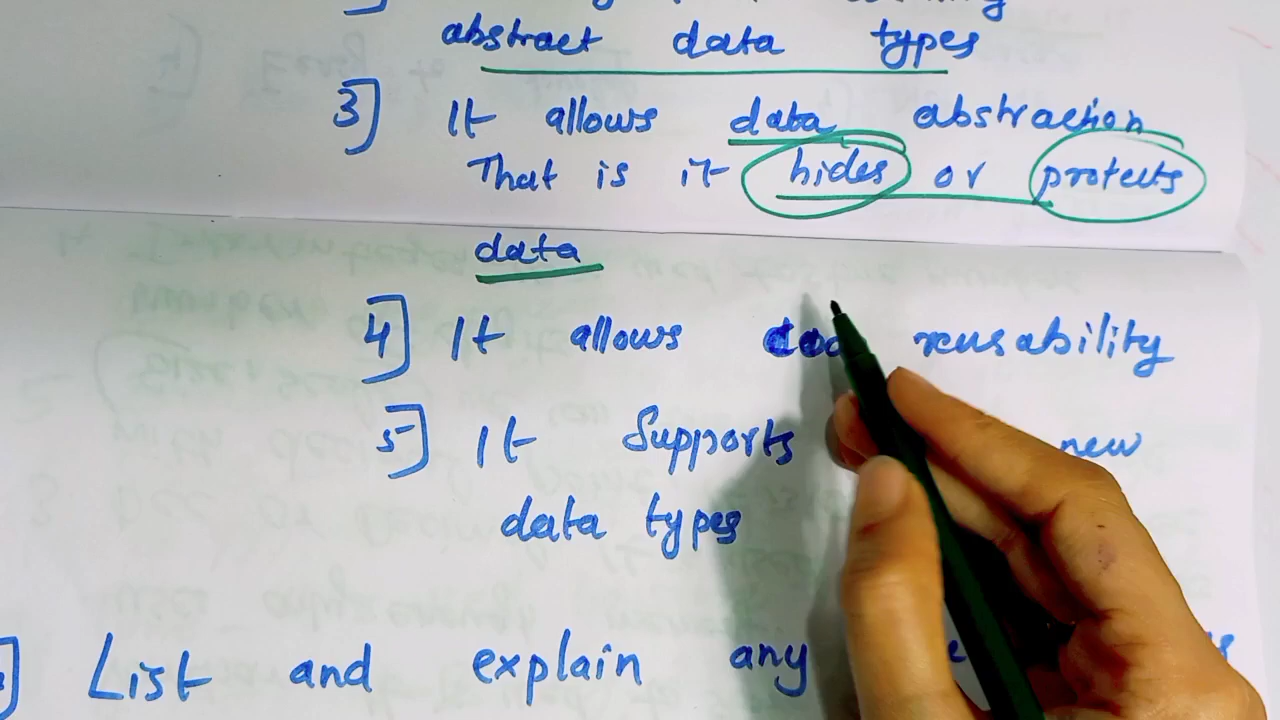 abstract data types
3] It allows data abstraction
That is it hides or protects
data
4] It allows reusability
5] It Supports new
data types
List and explain any